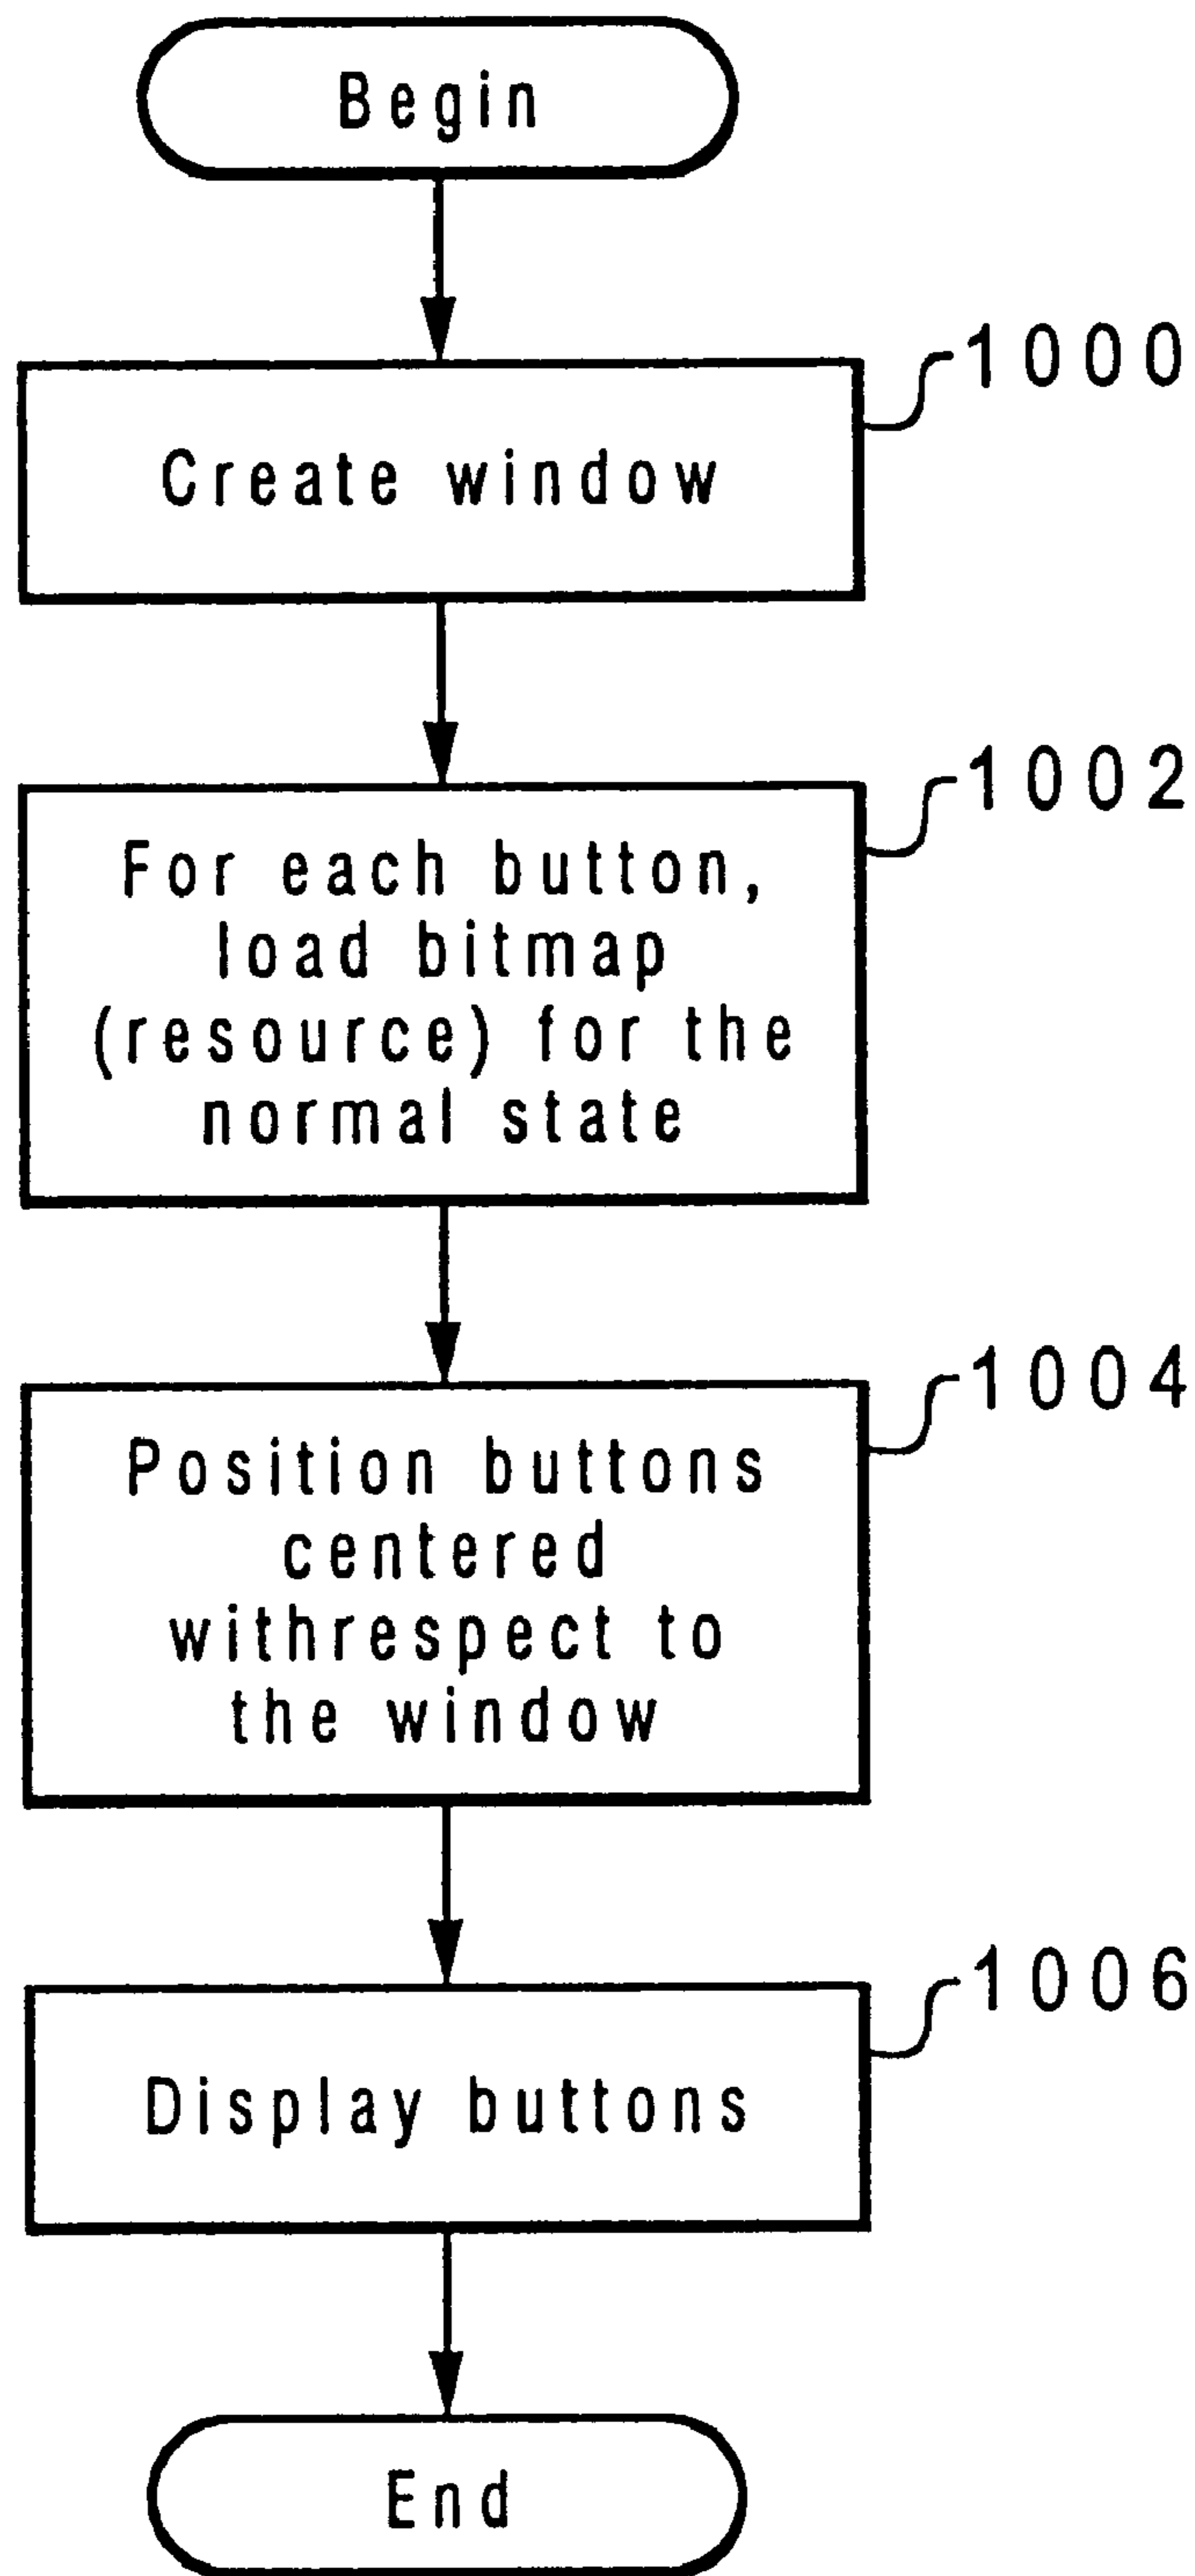 Begin
1000
Create window
1002
For each button,
load bitmap
(resource) for the
normal state
1004
Position buttons
centered
withrespect to
the window
1006
Display buttons
End